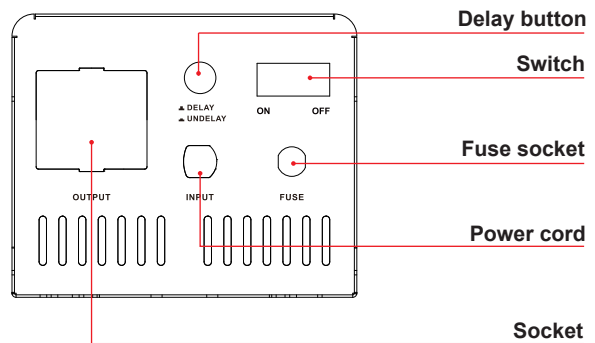 Delay button
Switch
▲ DELAY
▲ UNDELAY
ON OFF
Fuse socket
OUTPUT INPUT FUSE
Power cord
Socket